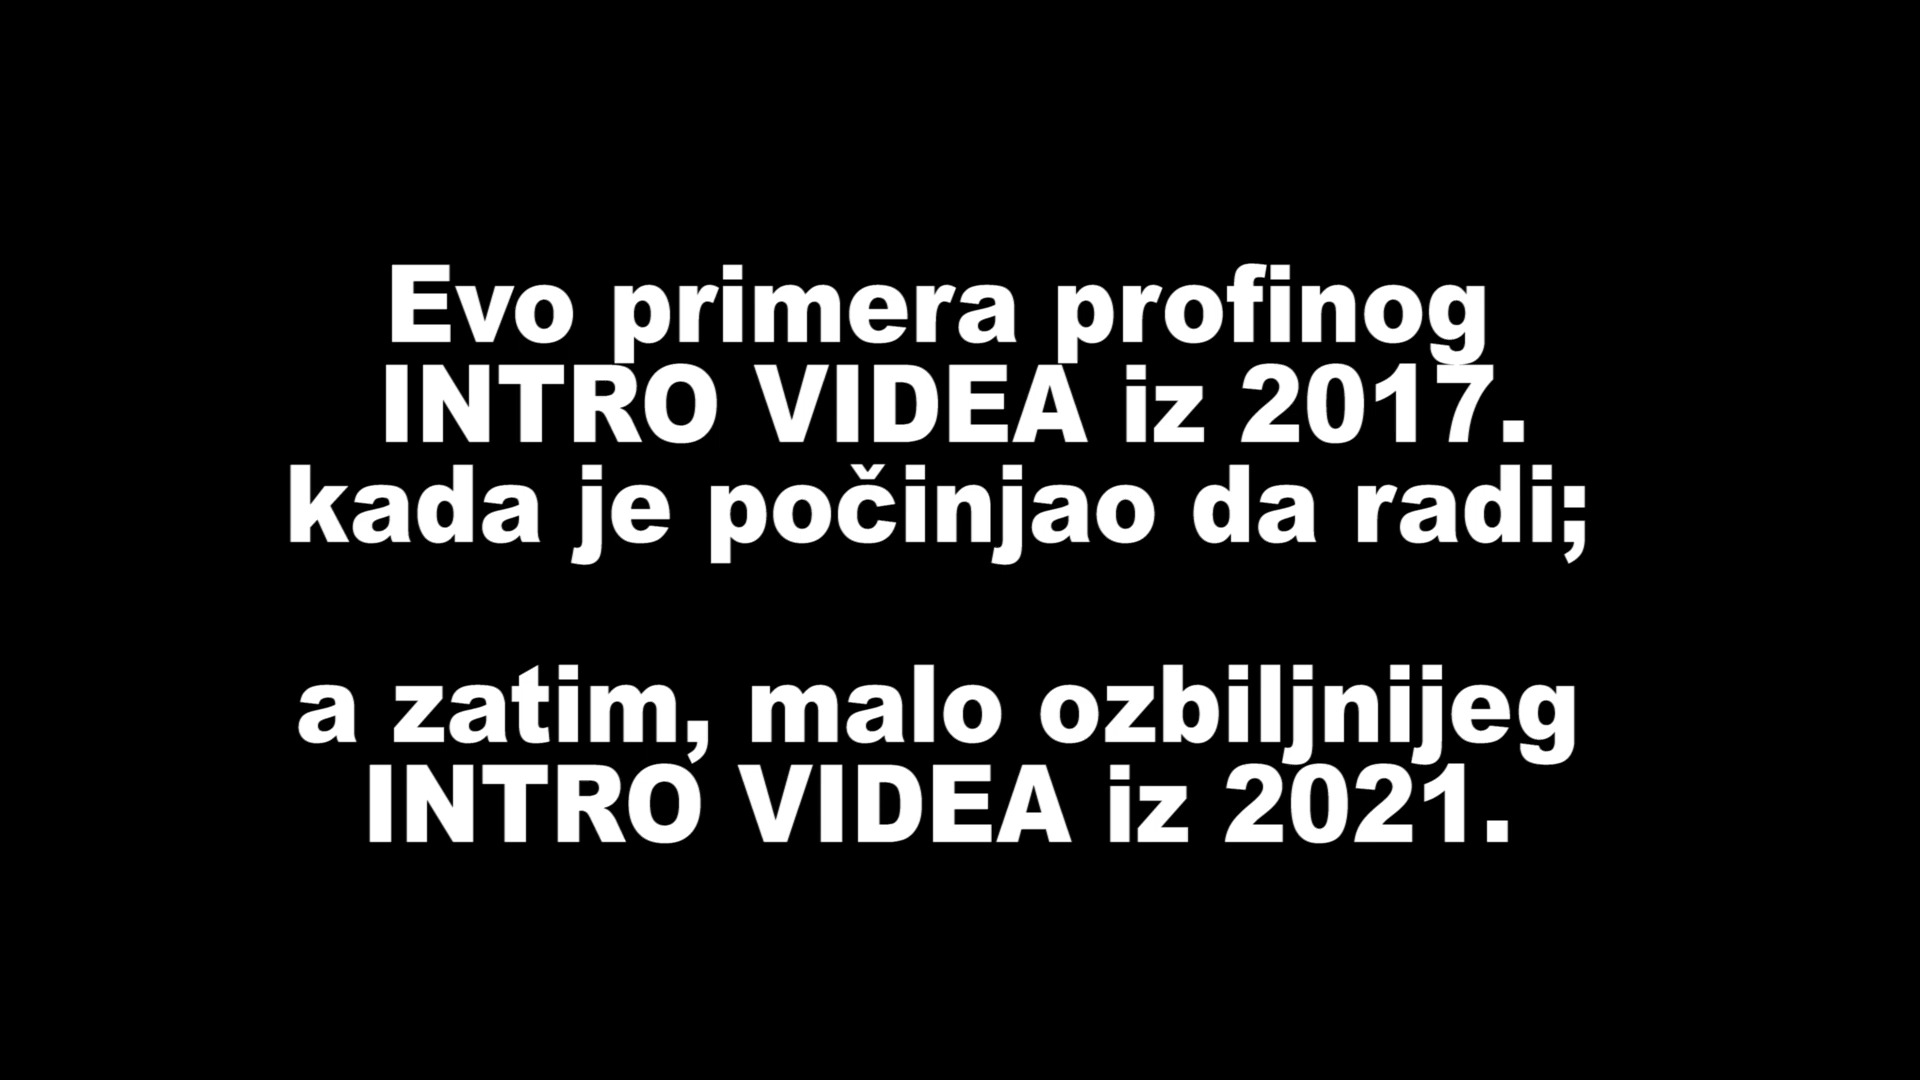 Evo primera profinog
INTRO VIDEA iz 2017.
kada je počinjao da radi;
a zatim, malo ozbiljnijeg
INTRO VIDEA iz 2021.